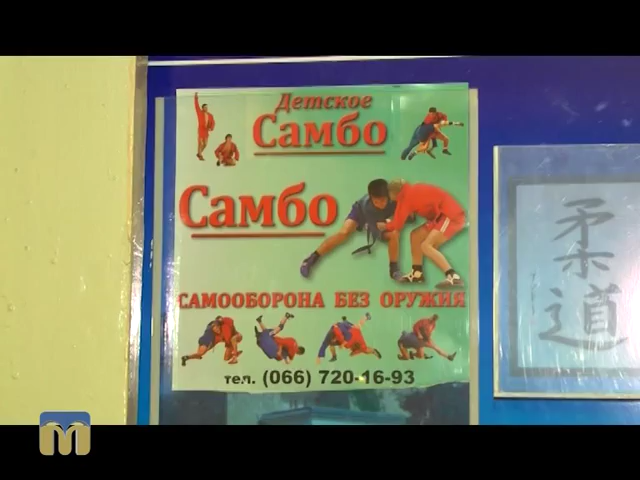 Детское
Самбо
Самбо
САМООБОРОНА БЕЗ ОРУЖИЯ
тел. (066) 720-16-93
柔道
M